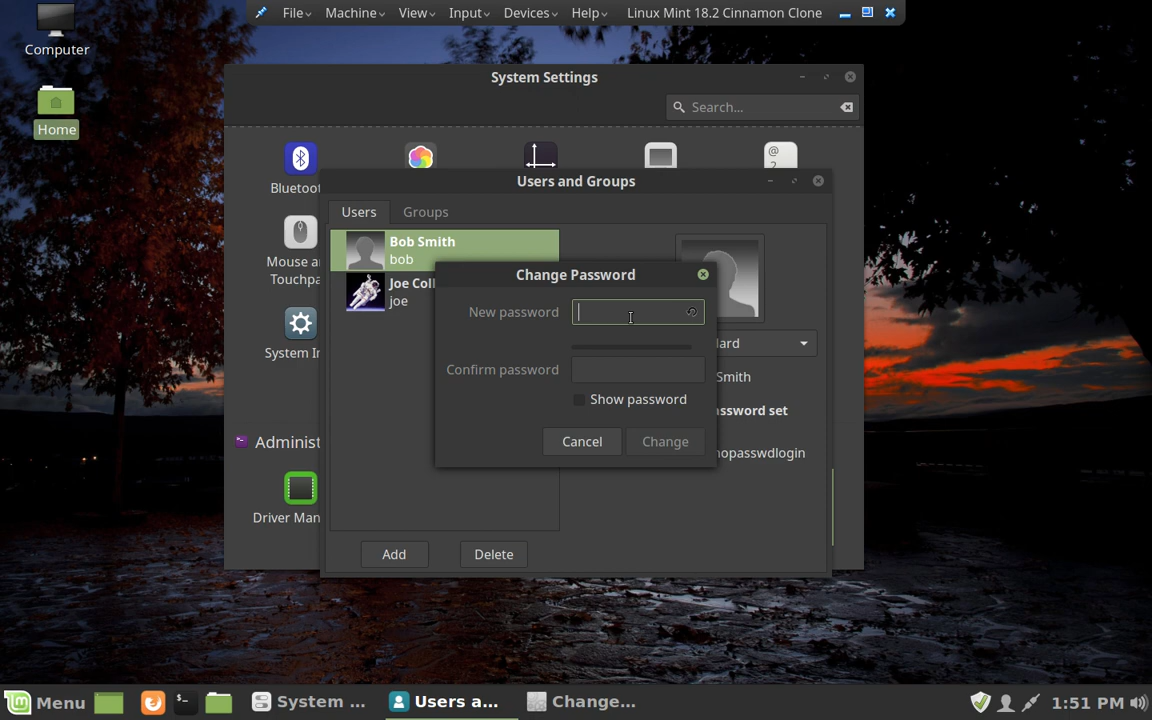 File Machine View Input Devices Help Linux Mint 18.2 Cinnamon Clone
Computer
Home
System Settings
Search...
@
2
Bluetoot
Mouse a
Touchpa
System In
Administ
Driver Man
Users and Groups
Users Groups
Bob Smith
bob
Joe Coll
joe
dard
Smith
assword set
nopasswdlogin
Add Delete
Change Password
New password
Confirm password
Show password
Cancel Change
Menu System ... Users a... Change... 1:51 PM